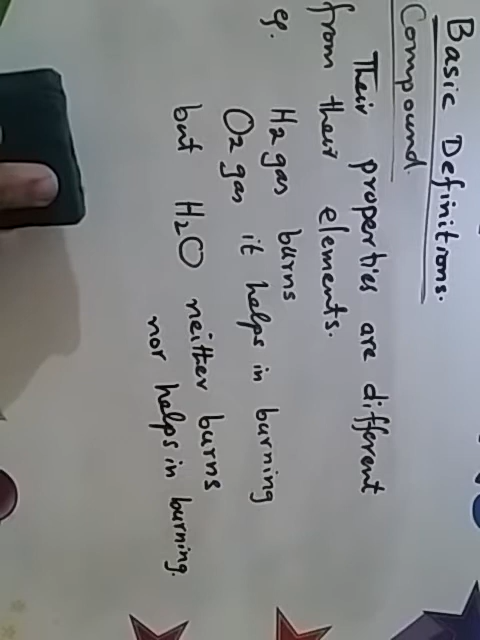 Basic Definitions.
Compound.
Their properties are different
from their elements.
eg.
H2 gas burns
O2 gas it helps in burning
but H2O neither burns
nor helps in burning.